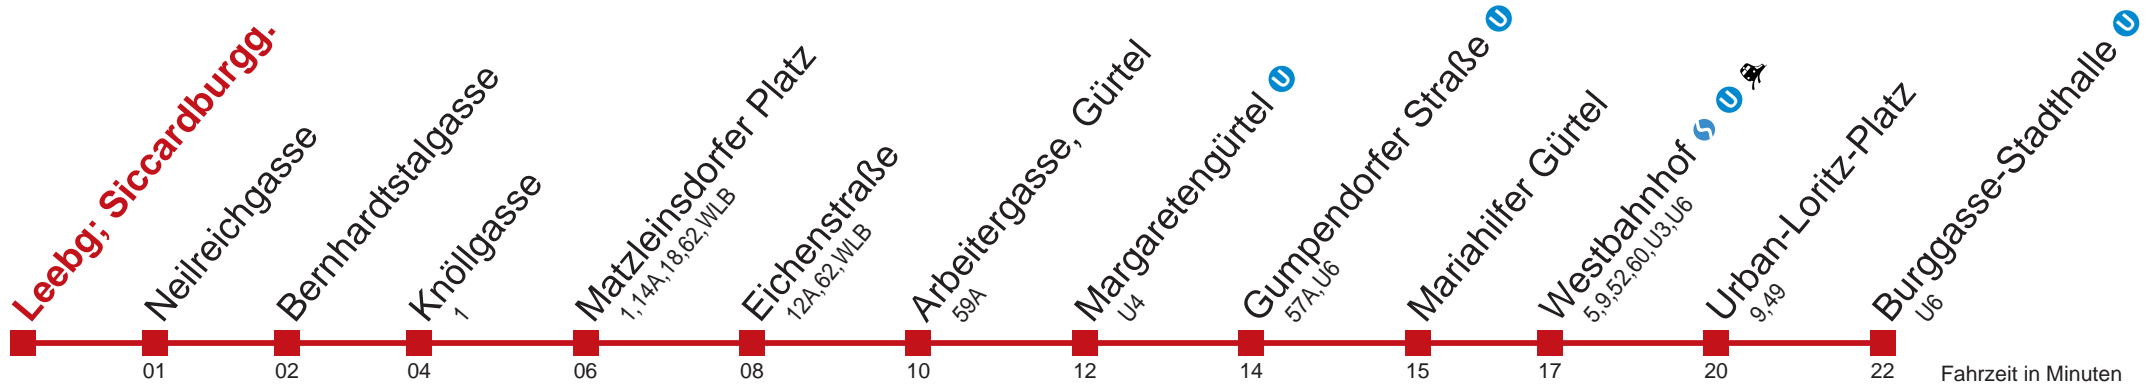 Leebg; Siccardburgg.
Neilreichgasse
Bernhardtstalgasse
Knöllgasse
1
Matzleinsdorfer Platz
1,14A,18,62,WLB
Eichenstraße
12A,62,WLB
Arbeitergasse, Gürtel
59A
Margaretengürtel U
U4
Gumpendorfer Straße U
57A,U6
Mariahilfer Gürtel
Westbahnhof S U
5,9,52,60,U3,U6
Urban-Loritz-Platz
9,49
Burggasse-Stadthalle U
U6
01 02 04 06 08 10 12 14 15 17 20 22 Fahrzeit in Minuten